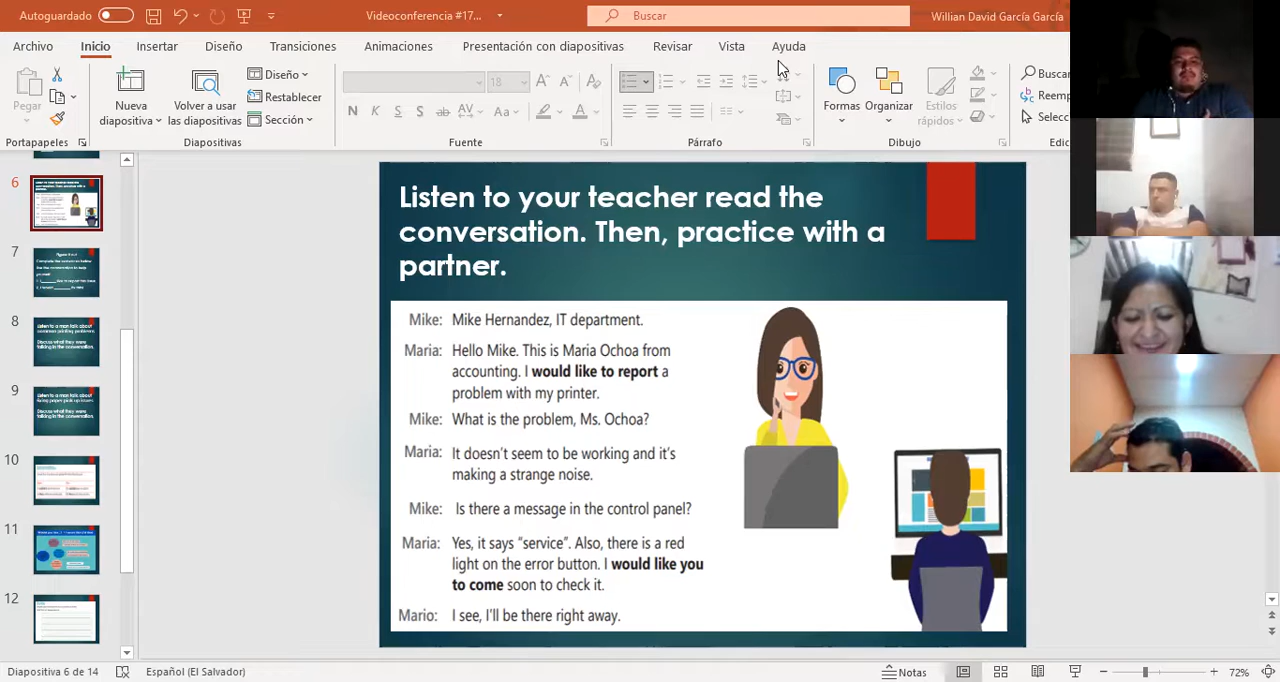 Autoguardado
Videoconferencia #17...
Buscar
Willian David García García
Archivo
Inicio
Insertar
Diseño
Transiciones
Animaciones
Presentación con diapositivas
Revisar
Vista
Ayuda
Pegar
Nueva
diapositiva
Volver a usar
las diapositivas
Diseño
Restablecer
Sección
18
N K S S ab AV Aa A
Formas
Organizar
Estilos
rápidos
Buscar
Reemp
Selecc
Portapapeles
Diapositivas
Fuente
Párrafo
Dibujo
Edic
6
7
8
9
10
11
12
Listen to your teacher read the
conversation. Then, practice with a
partner.
Mike: Mike Hernandez, IT department.
Maria: Hello Mike. This is Maria Ochoa from
accounting. I would like to report a
problem with my printer.
Mike: What is the problem, Ms. Ochoa?
Maria: It doesn't seem to be working and it's
making a strange noise.
Mike: Is there a message in the control panel?
Maria: Yes, it says "service". Also, there is a red
light on the error button. I would like you
to come soon to check it.
Mario: I see, I'll be there right away.
Diapositiva 6 de 14
Español (El Salvador)
Notas
72%